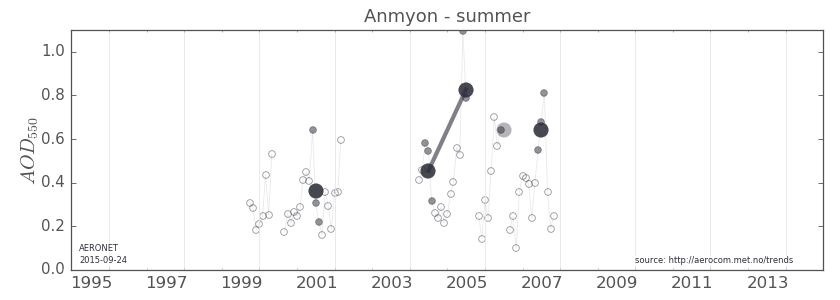 Anmyon - summer
1.0
0.8
0.6
0.4
0.2
0.0
AOD550
AERONET
2015-09-24
source: http://aerocom.met.no/trends
1995 1997 1999 2001 2003 2005 2007 2009 2011 2013